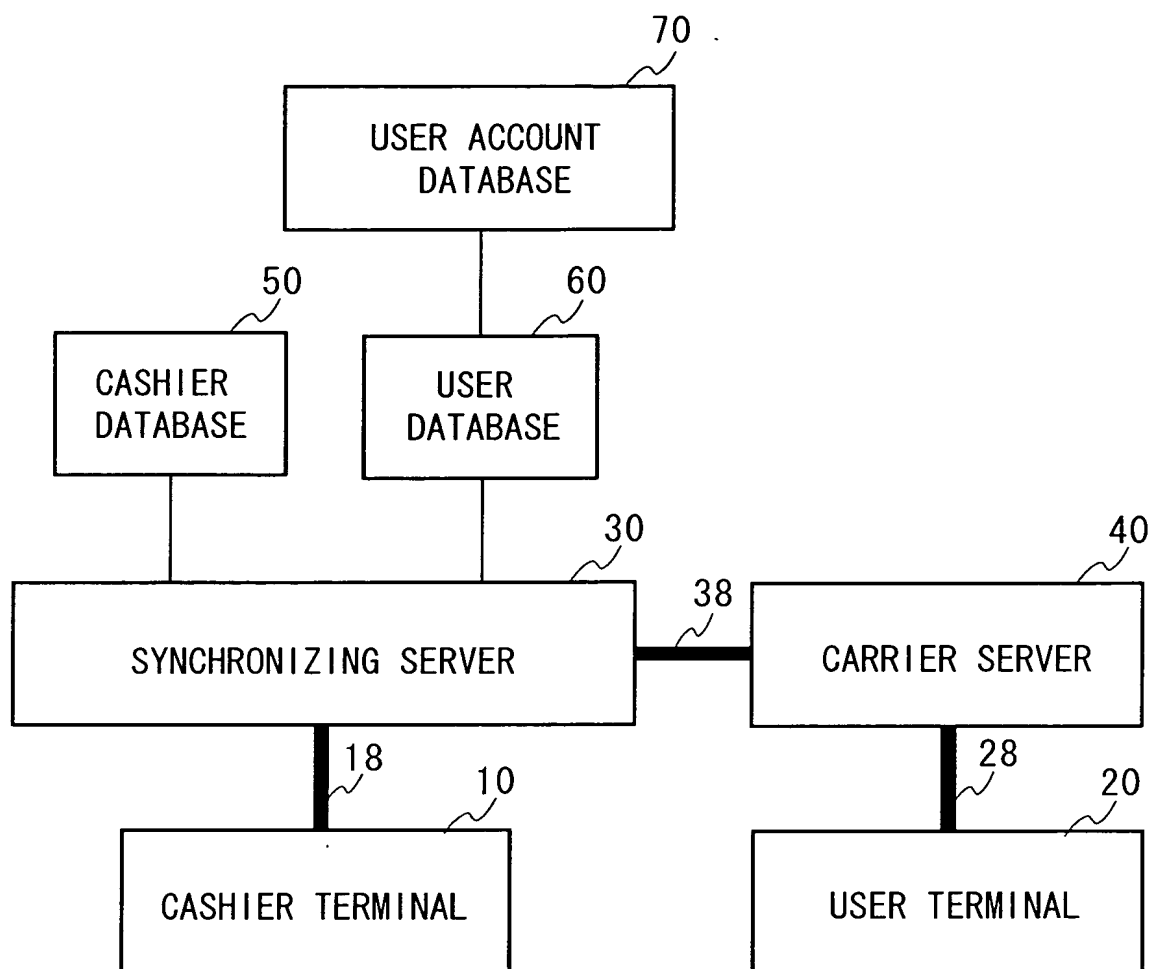 70
USER ACCOUNT
DATABASE
50
60
CASHIER
DATABASE
USER
DATABASE
30
40
38
SYNCHRONIZING SERVER
CARRIER SERVER
18
28
10
20
CASHIER TERMINAL
USER TERMINAL